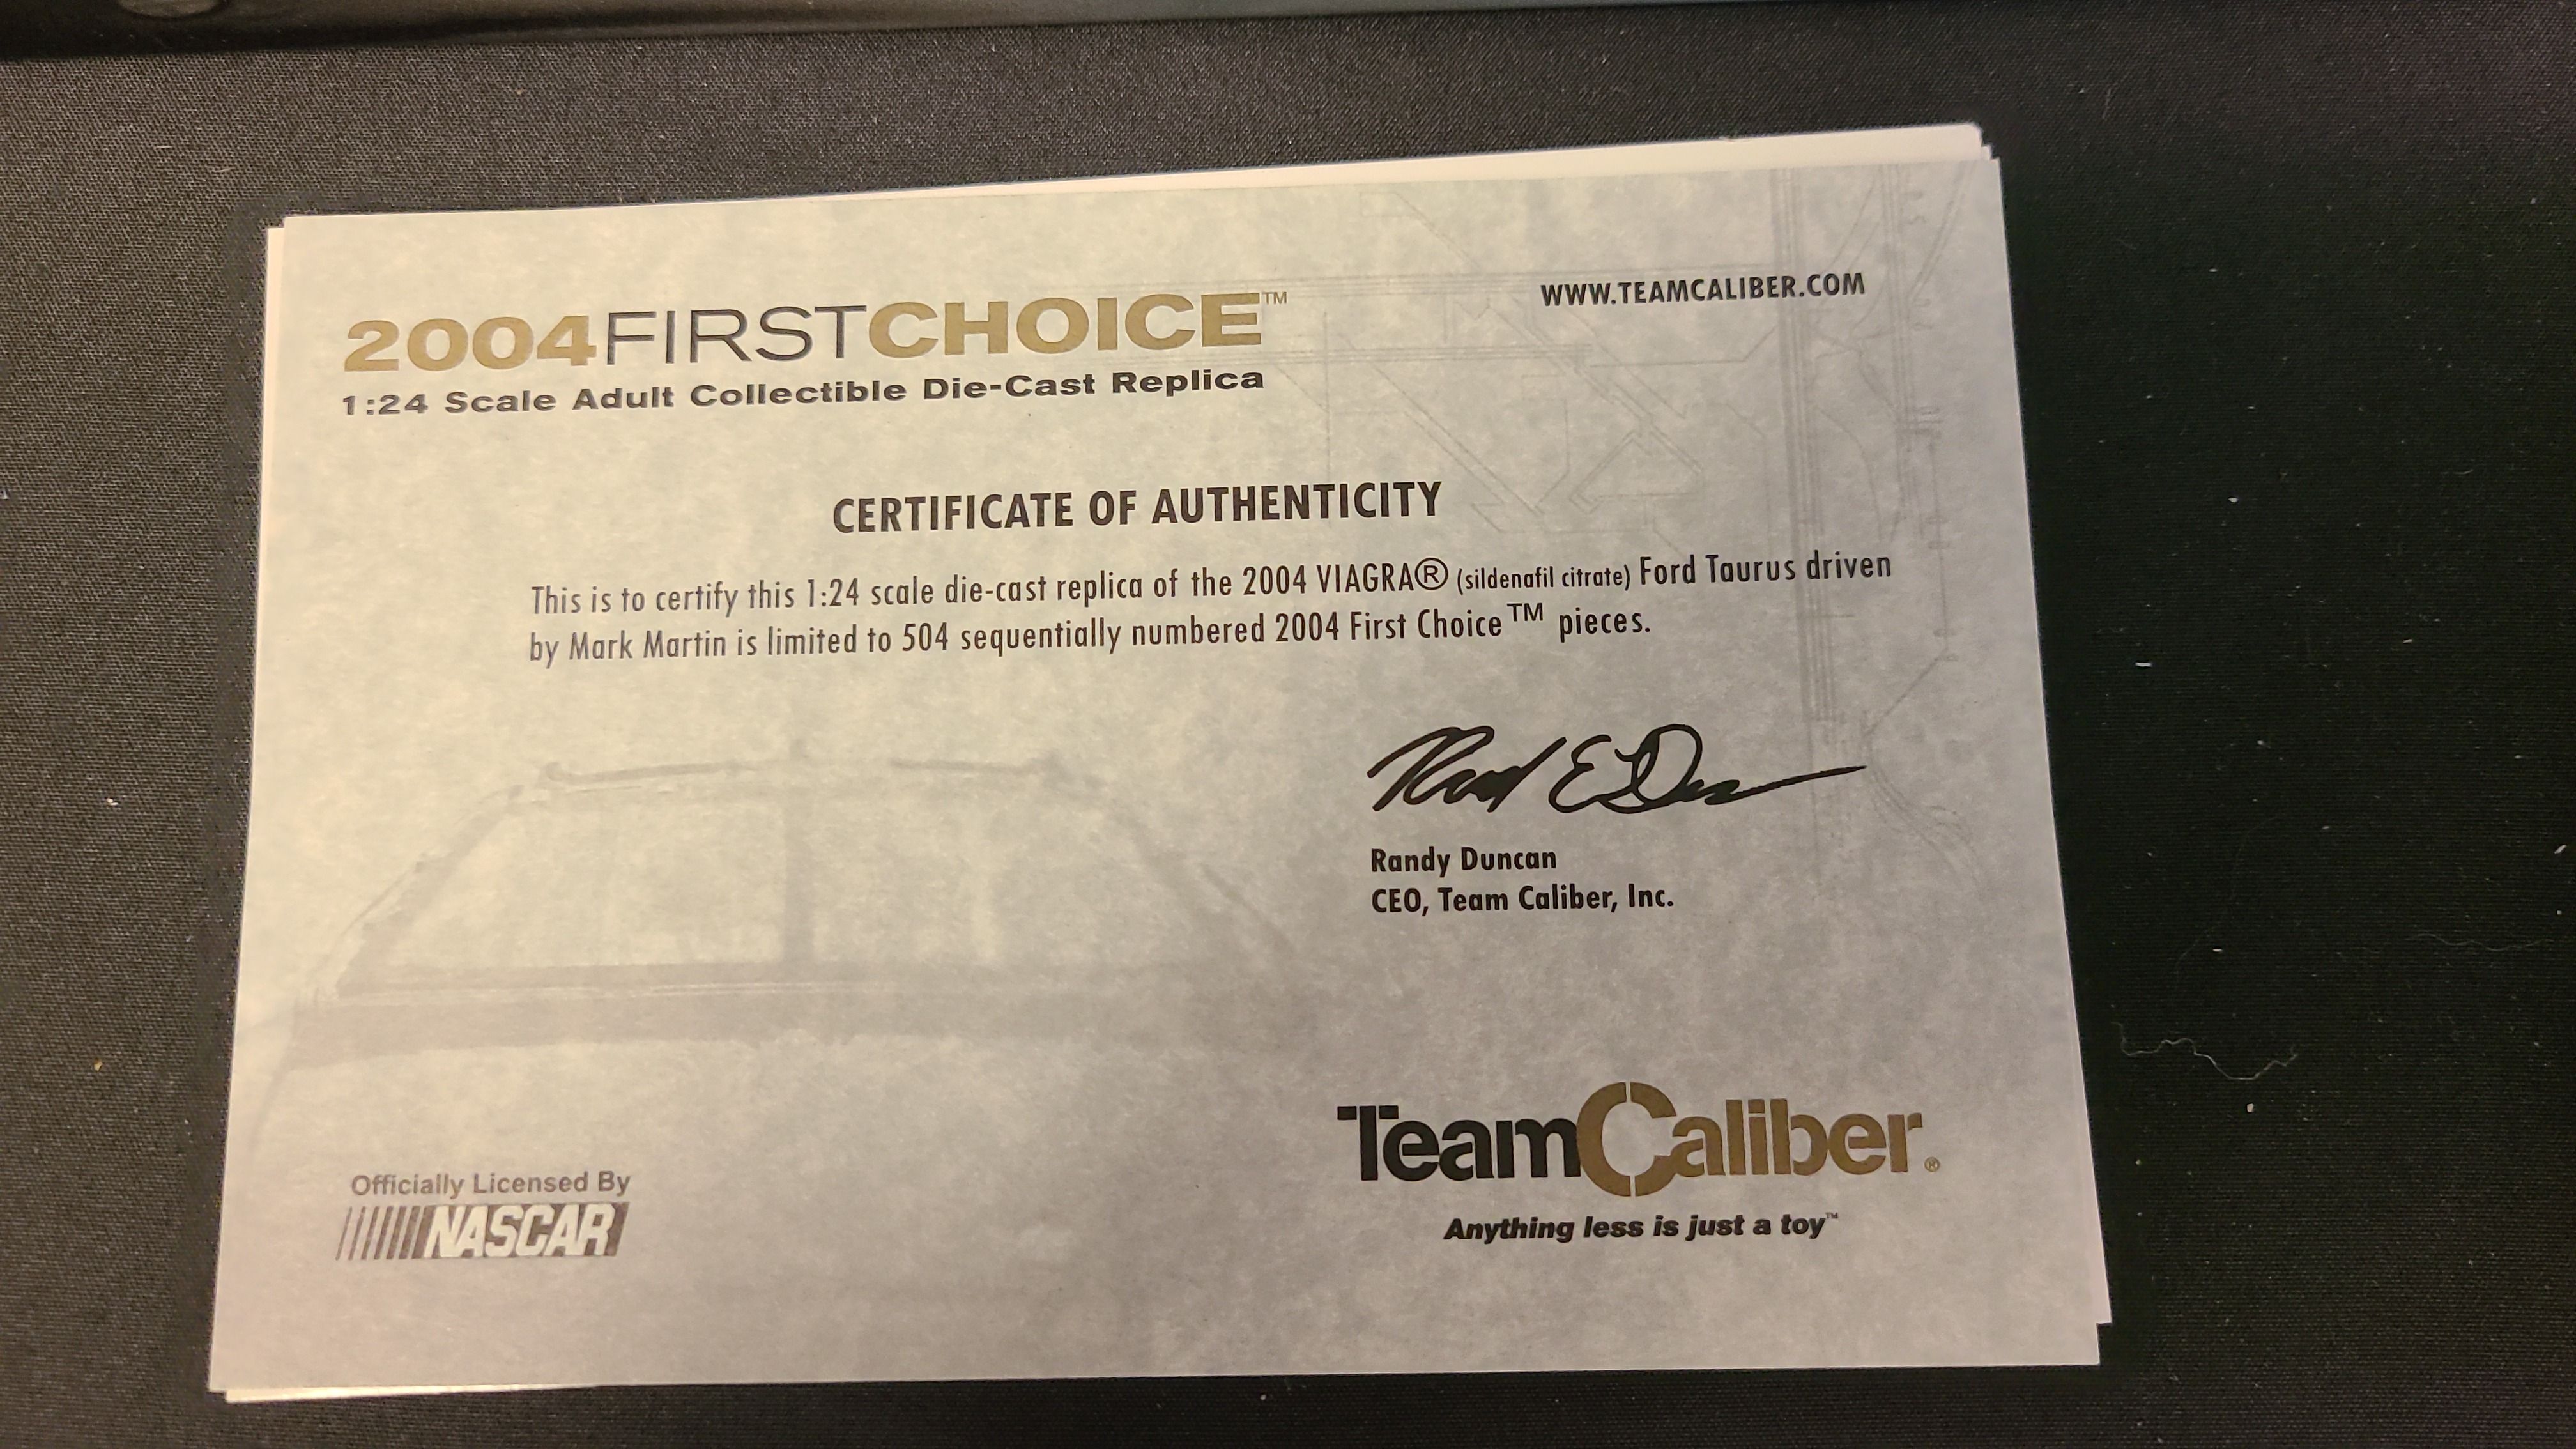 WWW.TEAMCALIBER.COM
2004FIRSTCHOICE™
1:24 Scale Adult Collectible Die-Cast Replica
CERTIFICATE OF AUTHENTICITY
This is to certify this 1:24 scale die-cast replica of the 2004 VIAGRA® (sildenafil citrate) Ford Taurus driven
by Mark Martin is limited to 504 sequentially numbered 2004 First Choice™ pieces.
Randy Duncan
CEO, Team Caliber, Inc.
Officially Licensed By
NASCAR
TeamCaliber®
Anything less is just a toy™